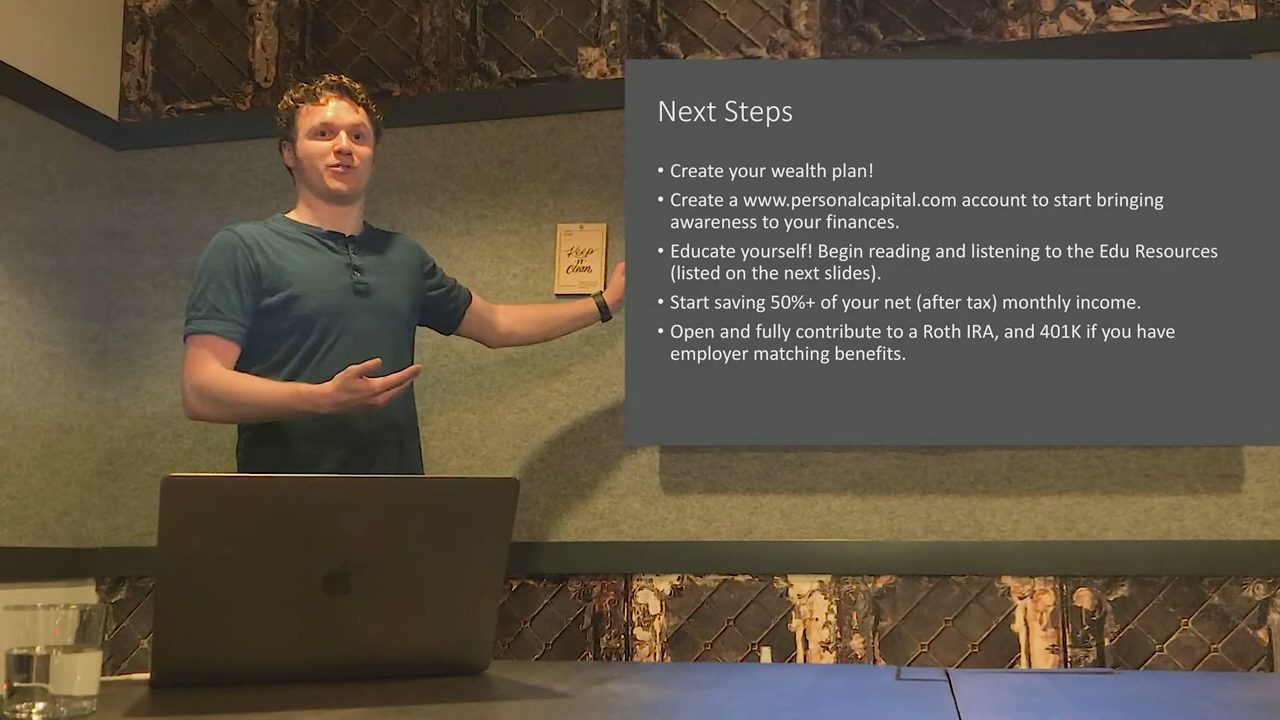 Next Steps
• Create your wealth plan!
• Create a www.personalcapital.com account to start bringing
awareness to your finances.
• Educate yourself! Begin reading and listening to the Edu Resources
(listed on the next slides).
• Start saving 50%+ of your net (after tax) monthly income.
• Open and fully contribute to a Roth IRA, and 401K if you have
employer matching benefits.
Keep
IT
Clean